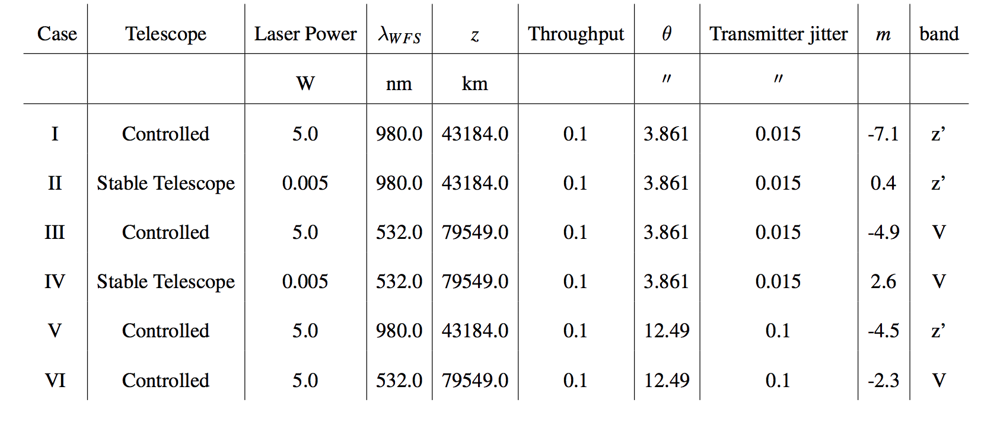 Case Telescope Laser Power λWFS z Throughput θ Transmitter jitter m band
W nm km ″ ″
I Controlled 5.0 980.0 43184.0 0.1 3.861 0.015 -7.1 z’
II Stable Telescope 0.005 980.0 43184.0 0.1 3.861 0.015 0.4 z’
III Controlled 5.0 532.0 79549.0 0.1 3.861 0.015 -4.9 V
IV Stable Telescope 0.005 532.0 79549.0 0.1 3.861 0.015 2.6 V
V Controlled 5.0 980.0 43184.0 0.1 12.49 0.1 -4.5 z’
VI Controlled 5.0 532.0 79549.0 0.1 12.49 0.1 -2.3 V